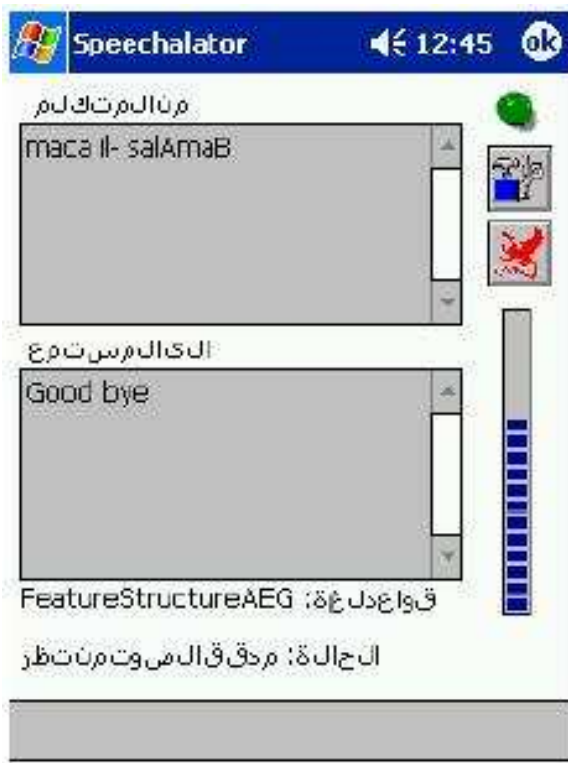 Speechalator 12:45 ok
من المتكلم
maca il- salAmaB
الى المستمع
Good bye
قواعد لغة: FeatureStructureAEG
الحالة: مدقق الصوت منتظر